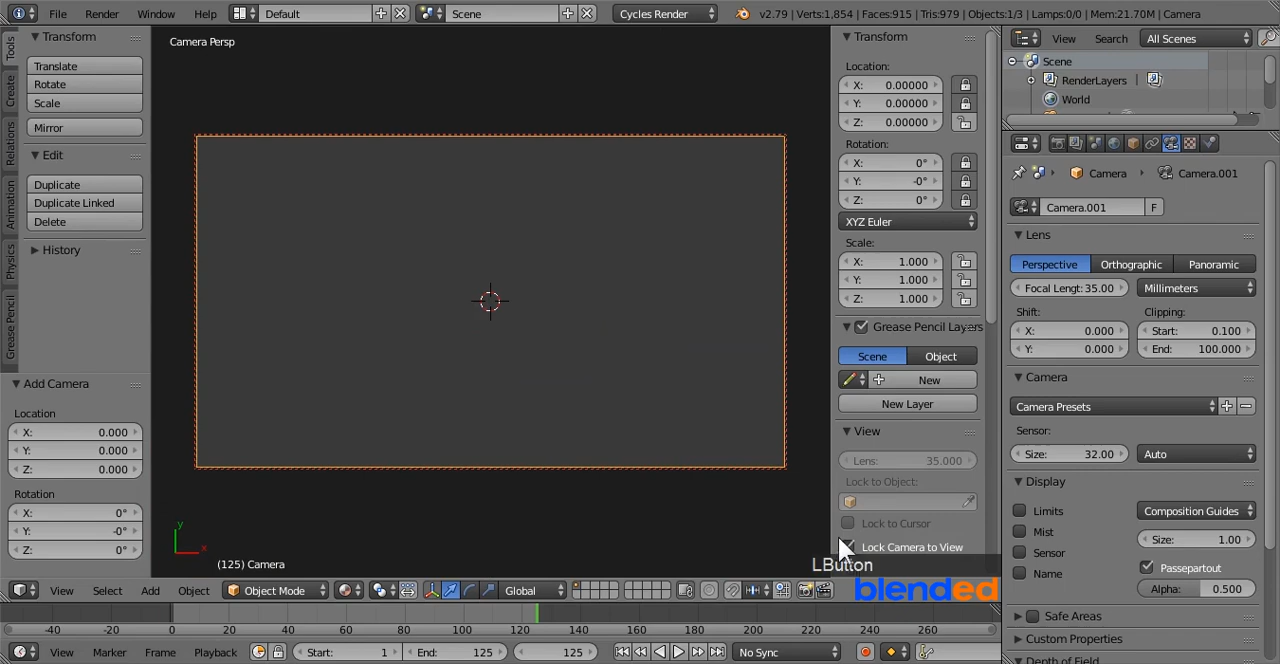 File Render Window Help Default Scene Cycles Render v2.79 | Verts:1,854 | Faces:915 | Tris:979 | Objects:1/3 | Lamps:0/0 | Mem:21.70M | Camera
Tools
Create
Relations
Animation
Physics
Grease Pencil
Transform
Translate
Rotate
Scale
Mirror
Edit
Duplicate
Duplicate Linked
Delete
History
Add Camera
Location
X: 0.000
Y: 0.000
Z: 0.000
Rotation
X: 0°
Y: -0°
Z: 0°
Camera Persp
y
x
(125) Camera
Transform
Location:
X: 0.00000
Y: 0.00000
Z: 0.00000
Rotation:
X: 0°
Y: -0°
Z: 0°
XYZ Euler
Scale:
X: 1.000
Y: 1.000
Z: 1.000
Grease Pencil Layers
Scene Object
New
New Layer
View
Lens: 35.000
Lock to Object:
Lock to Cursor
Lock Camera to View
LButton
blended
View Search All Scenes
Scene
RenderLayers
World
Camera Camera.001
Camera.001 F
Lens
Perspective Orthographic Panoramic
Focal Lengt: 35.00 Millimeters
Shift: Clipping:
X: 0.000 Start: 0.100
Y: 0.000 End: 100.000
Camera
Camera Presets
Sensor:
Size: 32.00 Auto
Display
Limits Composition Guides
Mist Size: 1.00
Sensor Passepartout
Name Alpha: 0.500
Safe Areas
Custom Properties
Depth of Field
View Select Add Object Object Mode Global
-40 -20 0 20 40 60 80 100 120 140 160 180 200 220 240 260
View Marker Frame Playback Start: 1 End: 125 125 No Sync